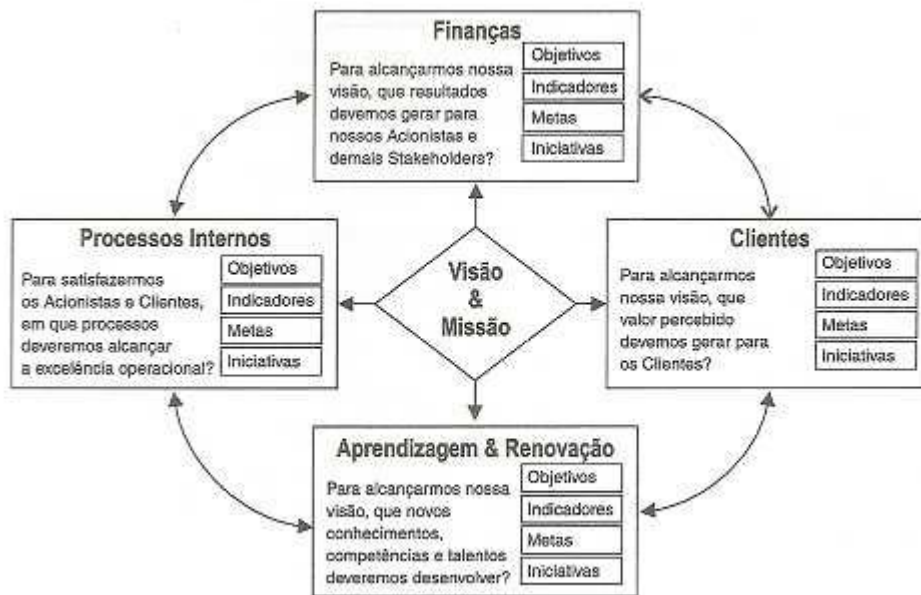 Finanças
Para alcançarmos nossa
visão, que resultados
devemos gerar para
nossos Acionistas e
demais Stakeholders?
Objetivos
Indicadores
Metas
Iniciativas
Processos Internos
Para satisfazermos
os Acionistas e Clientes,
em que processos
deveremos alcançar
a excelência operacional?
Objetivos
Indicadores
Metas
Iniciativas
Visão
&
Missão
Clientes
Para alcançarmos
nossa visão, que
valor percebido
devemos gerar para
os Clientes?
Objetivos
Indicadores
Metas
Iniciativas
Aprendizagem & Renovação
Para alcançarmos nossa
visão, que novos
conhecimentos,
competências e talentos
deveremos desenvolver?
Objetivos
Indicadores
Metas
Iniciativas